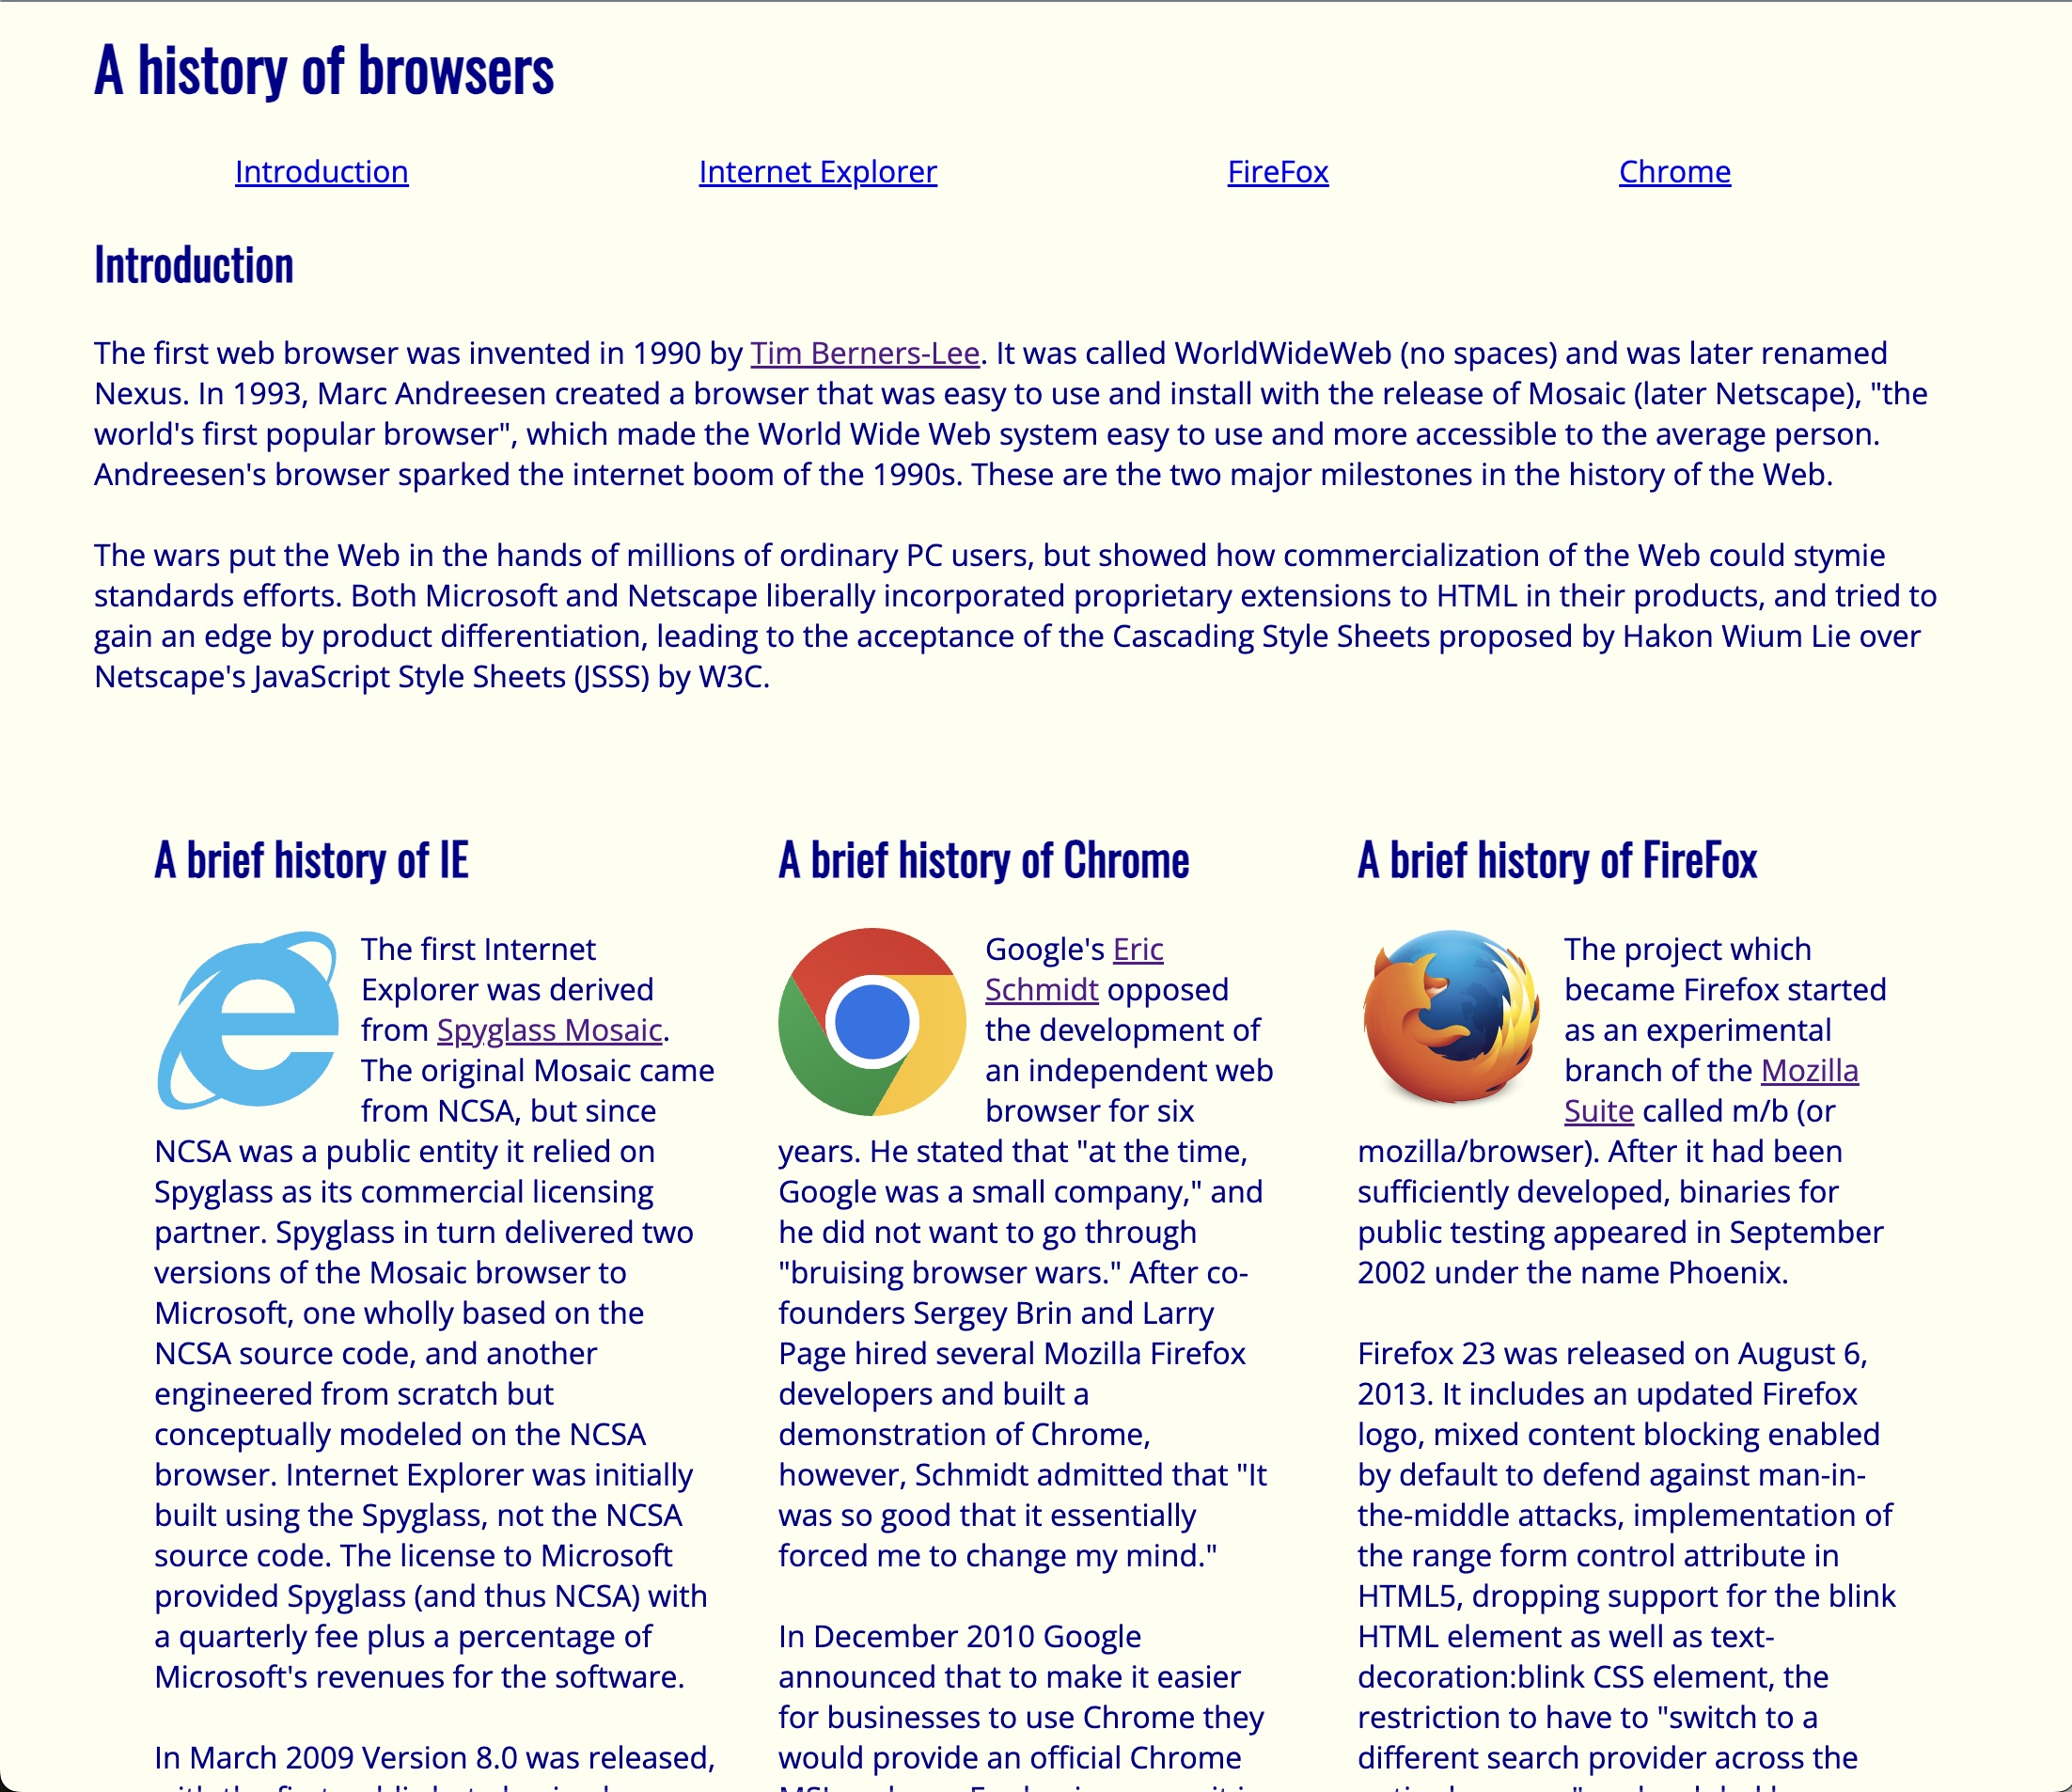 A history of browsers
Introduction Internet Explorer FireFox Chrome
Introduction
The first web browser was invented in 1990 by Tim Berners-Lee. It was called WorldWideWeb (no spaces) and was later renamed
Nexus. In 1993, Marc Andreesen created a browser that was easy to use and install with the release of Mosaic (later Netscape), "the
world's first popular browser", which made the World Wide Web system easy to use and more accessible to the average person.
Andreesen's browser sparked the internet boom of the 1990s. These are the two major milestones in the history of the Web.
The wars put the Web in the hands of millions of ordinary PC users, but showed how commercialization of the Web could stymie
standards efforts. Both Microsoft and Netscape liberally incorporated proprietary extensions to HTML in their products, and tried to
gain an edge by product differentiation, leading to the acceptance of the Cascading Style Sheets proposed by Hakon Wium Lie over
Netscape's JavaScript Style Sheets (JSSS) by W3C.
A brief history of IE
The first Internet
Explorer was derived
from Spyglass Mosaic.
The original Mosaic came
from NCSA, but since
NCSA was a public entity it relied on
Spyglass as its commercial licensing
partner. Spyglass in turn delivered two
versions of the Mosaic browser to
Microsoft, one wholly based on the
NCSA source code, and another
engineered from scratch but
conceptually modeled on the NCSA
browser. Internet Explorer was initially
built using the Spyglass, not the NCSA
source code. The license to Microsoft
provided Spyglass (and thus NCSA) with
a quarterly fee plus a percentage of
Microsoft's revenues for the software.
In March 2009 Version 8.0 was released,
A brief history of Chrome
Google's Eric
Schmidt opposed
the development of
an independent web
browser for six
years. He stated that "at the time,
Google was a small company," and
he did not want to go through
"bruising browser wars." After co-
founders Sergey Brin and Larry
Page hired several Mozilla Firefox
developers and built a
demonstration of Chrome,
however, Schmidt admitted that "It
was so good that it essentially
forced me to change my mind."
In December 2010 Google
announced that to make it easier
for businesses to use Chrome they
would provide an official Chrome
A brief history of FireFox
The project which
became Firefox started
as an experimental
branch of the Mozilla
Suite called m/b (or
mozilla/browser). After it had been
sufficiently developed, binaries for
public testing appeared in September
2002 under the name Phoenix.
Firefox 23 was released on August 6,
2013. It includes an updated Firefox
logo, mixed content blocking enabled
by default to defend against man-in-
the-middle attacks, implementation of
the range form control attribute in
HTML5, dropping support for the blink
HTML element as well as text-
decoration:blink CSS element, the
restriction to have to "switch to a
different search provider across the